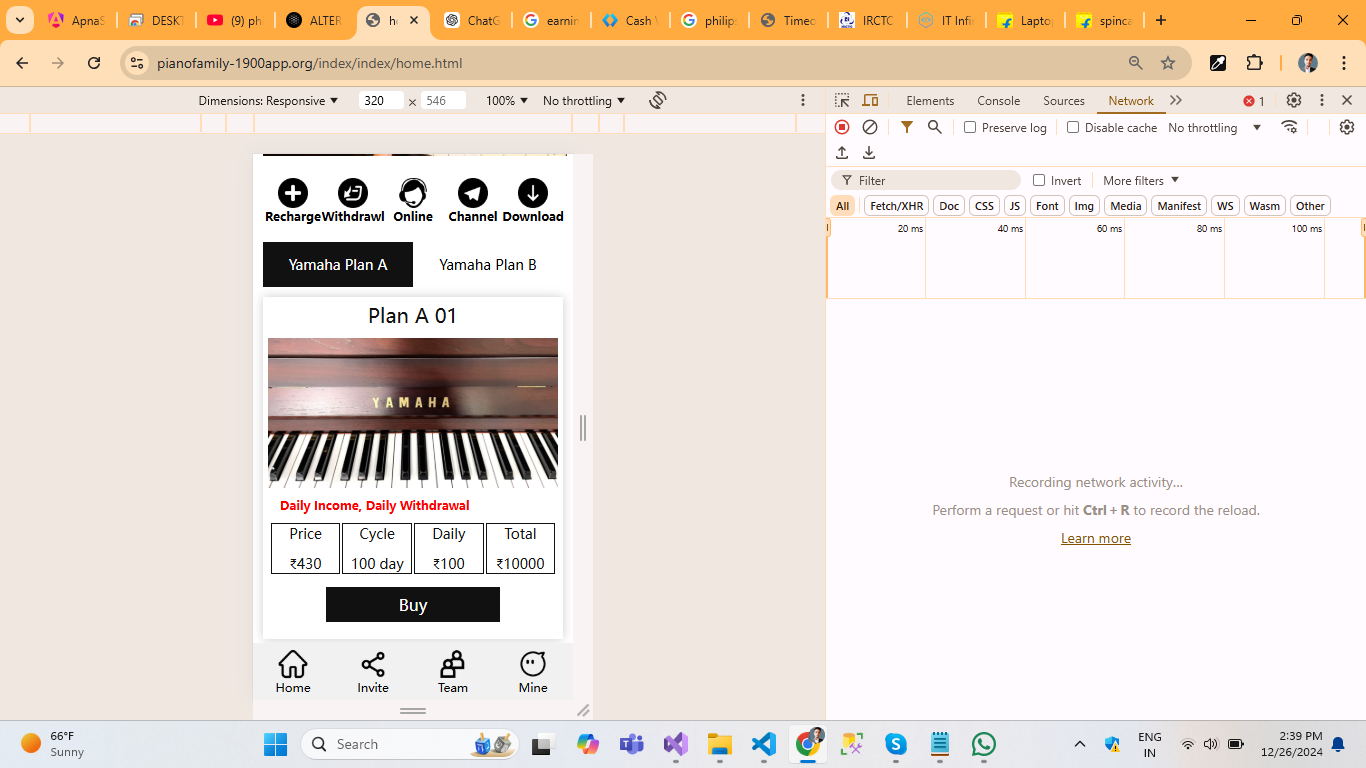 ApnaS
DESKT
(9) ph
ALTER
ho
ChatG
earnin
Cash V
philips
Timeo
IRCTC
IT Infi
Lapto
spinca
pianofamily-1900app.org/index/index/home.html
Dimensions: Responsive
320
×
546
100%
No throttling
Elements
Console
Sources
Network
1
Preserve log
Disable cache
No throttling
Filter
Invert
More filters
All
Fetch/XHR
Doc
CSS
JS
Font
Img
Media
Manifest
WS
Wasm
Other
20 ms
40 ms
60 ms
80 ms
100 ms
Recording network activity…
Perform a request or hit Ctrl + R to record the reload.
Learn more
Recharge
Withdrawl
Online
Channel
Download
Yamaha Plan A
Yamaha Plan B
Plan A 01
YAMAHA
Daily Income, Daily Withdrawal
Price
Cycle
Daily
Total
₹430
100 day
₹100
₹10000
Buy
Home
Invite
Team
Mine
66°F
Sunny
Search
ENG
IN
2:39 PM
12/26/2024